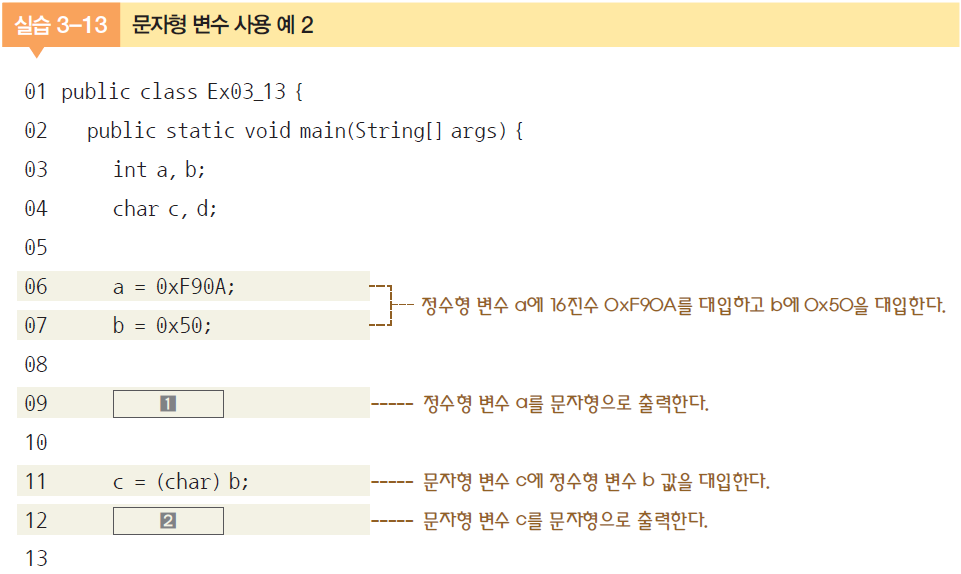 실습 3-13 문자형 변수 사용 예 2
01 public class Ex03_13 {
02 public static void main(String[] args) {
03 int a, b;
04 char c, d;
05
06 a = 0xF90A;
07 b = 0x50;
정수형 변수 a에 16진수 0xF90A를 대입하고 b에 0x50을 대입한다.
08
09 1 정수형 변수 a를 문자형으로 출력한다.
10
11 c = (char) b; 문자형 변수 c에 정수형 변수 b 값을 대입한다.
12 2 문자형 변수 c를 문자형으로 출력한다.
13